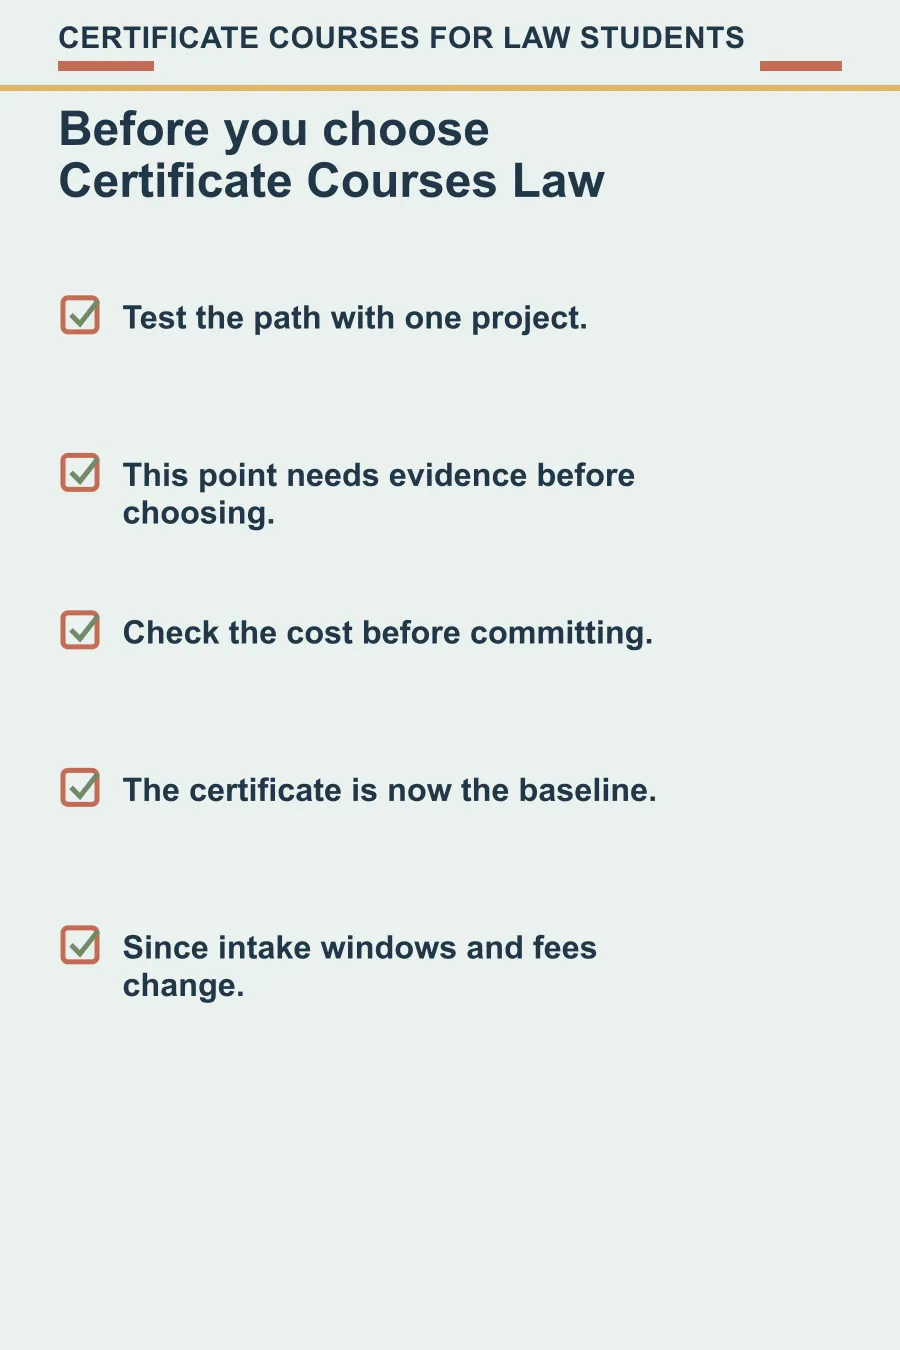 CERTIFICATE COURSES FOR LAW STUDENTS
Before you choose
Certificate Courses Law
Test the path with one project.
This point needs evidence before
choosing.
Check the cost before committing.
The certificate is now the baseline.
Since intake windows and fees
change.